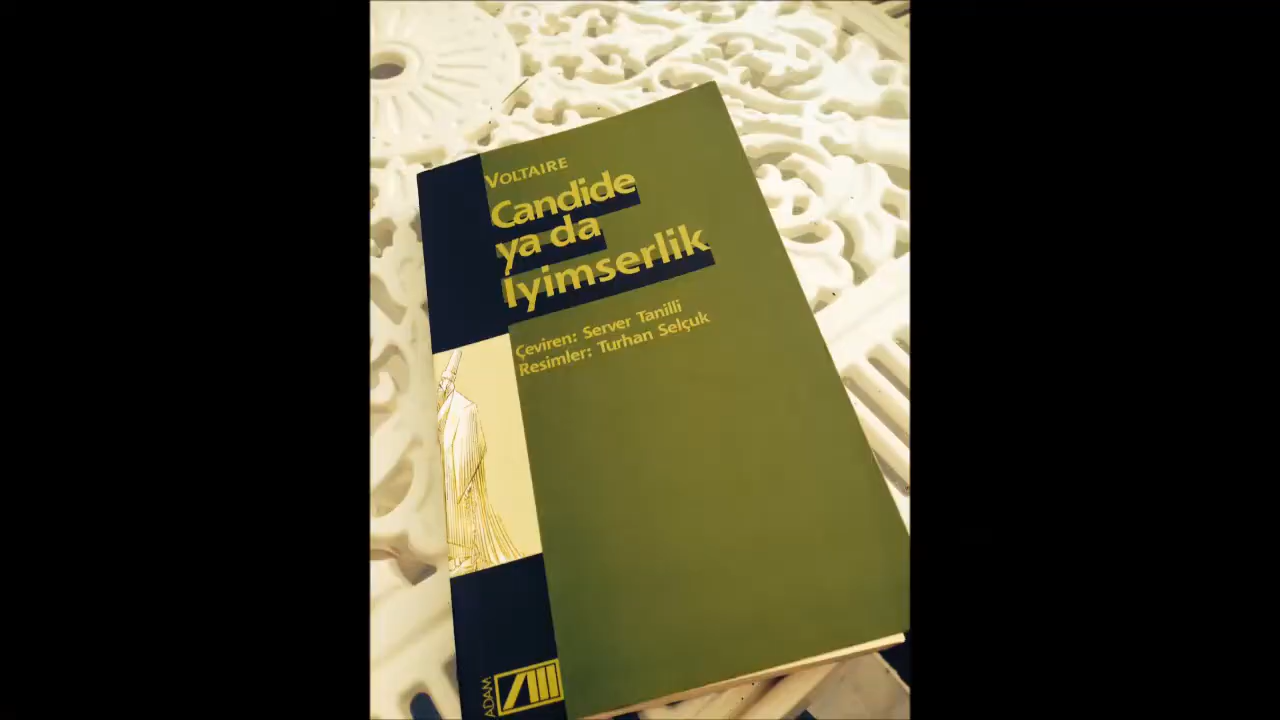 VOLTAIRE
Candide
ya da
Iyimserlik
Çeviren: Server Tanilli
Resimler: Turhan Selçuk
ADAM